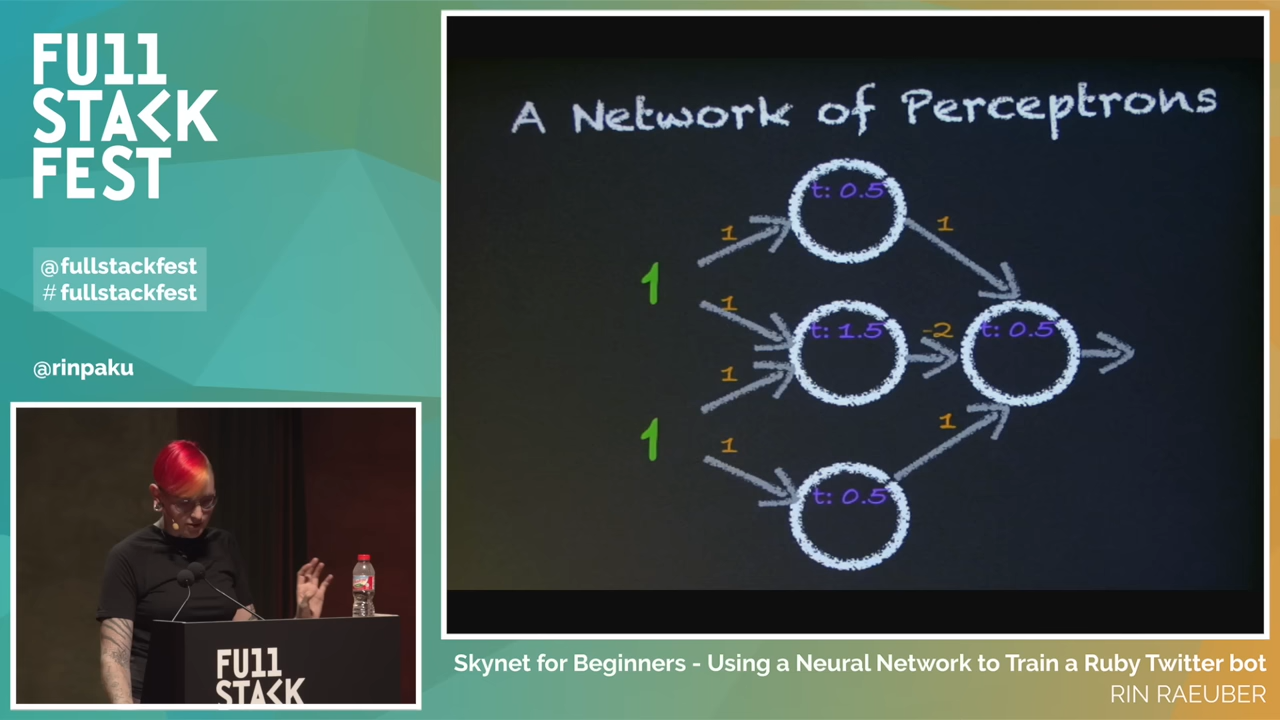 FU11
STACK
FEST
@fullstackfest
# fullstackfest
@rinpaku
A Network of Perceptrons
t: 0.5
1
1
1
1
t: 1.5
-2
t: 0.5
1
1
1
1
t: 0.5
FU11
STACK
Skynet for Beginners - Using a Neural Network to Train a Ruby Twitter bot
RIN RAEUBER